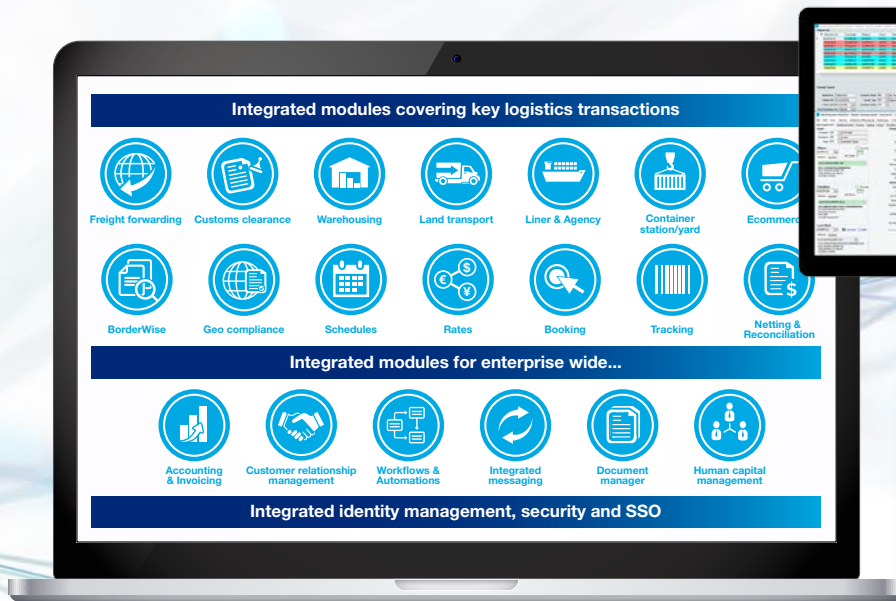 Integrated modules covering key logistics transactions
Freight forwarding
Customs clearance
Warehousing
Land transport
Liner & Agency
Container
station/yard
BorderWise
Geo compliance
Schedules
Rates
Booking
Tracking
Netting &
Reconciliation
Integrated modules for enterprise wide...
Accounting
& Invoicing
Customer relationship
management
Workflows &
Automations
Integrated
messaging
Document
manager
Human capital
management
Integrated identity management, security and SSO